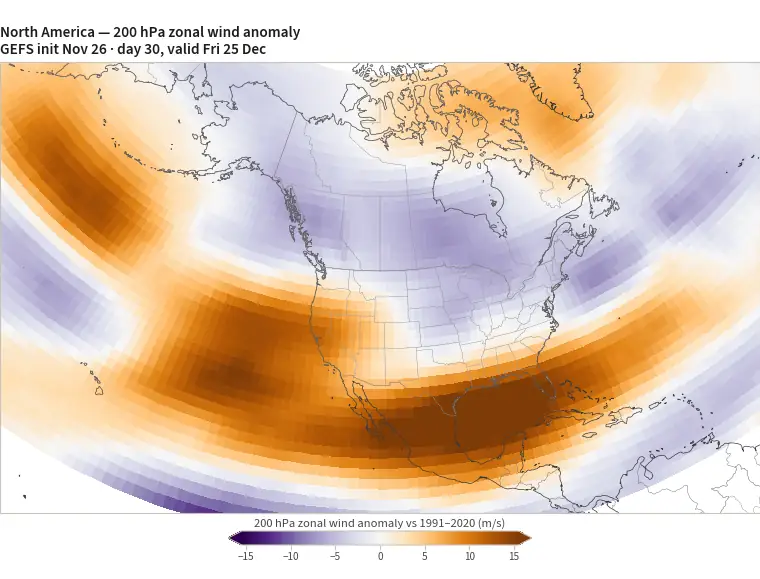 North America — 200 hPa zonal wind anomaly
GEFS init Nov 26 · day 30, valid Fri 25 Dec
200 hPa zonal wind anomaly vs 1991–2020 (m/s)
−15 −10 −5 0 5 10 15